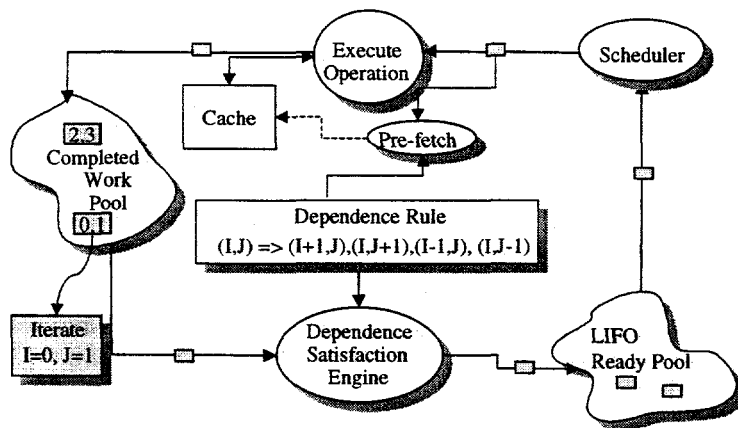 Execute
Operation
Scheduler
Cache
Pre-fetch
2,3
Completed
Work
Pool
0,1
Dependence Rule
(I,J) => (I+1,J),(I,J+1),(I-1,J), (I,J-1)
Iterate
I=0, J=1
Dependence
Satisfaction
Engine
LIFO
Ready Pool